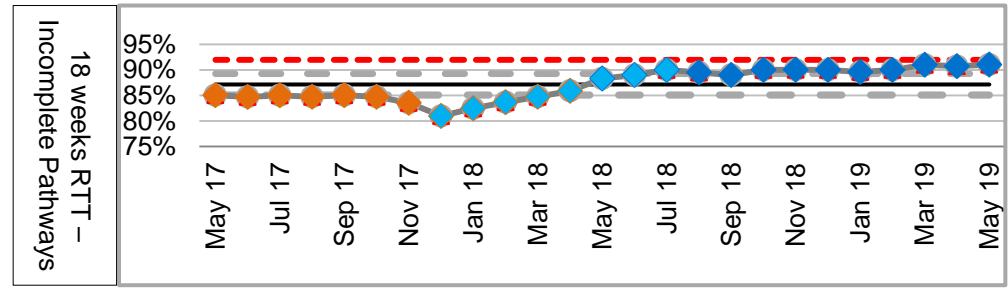 18 weeks RTT –
Incomplete Pathways
95%
90%
85%
80%
75%
May 17
Jul 17
Sep 17
Nov 17
Jan 18
Mar 18
May 18
Jul 18
Sep 18
Nov 18
Jan 19
Mar 19
May 19